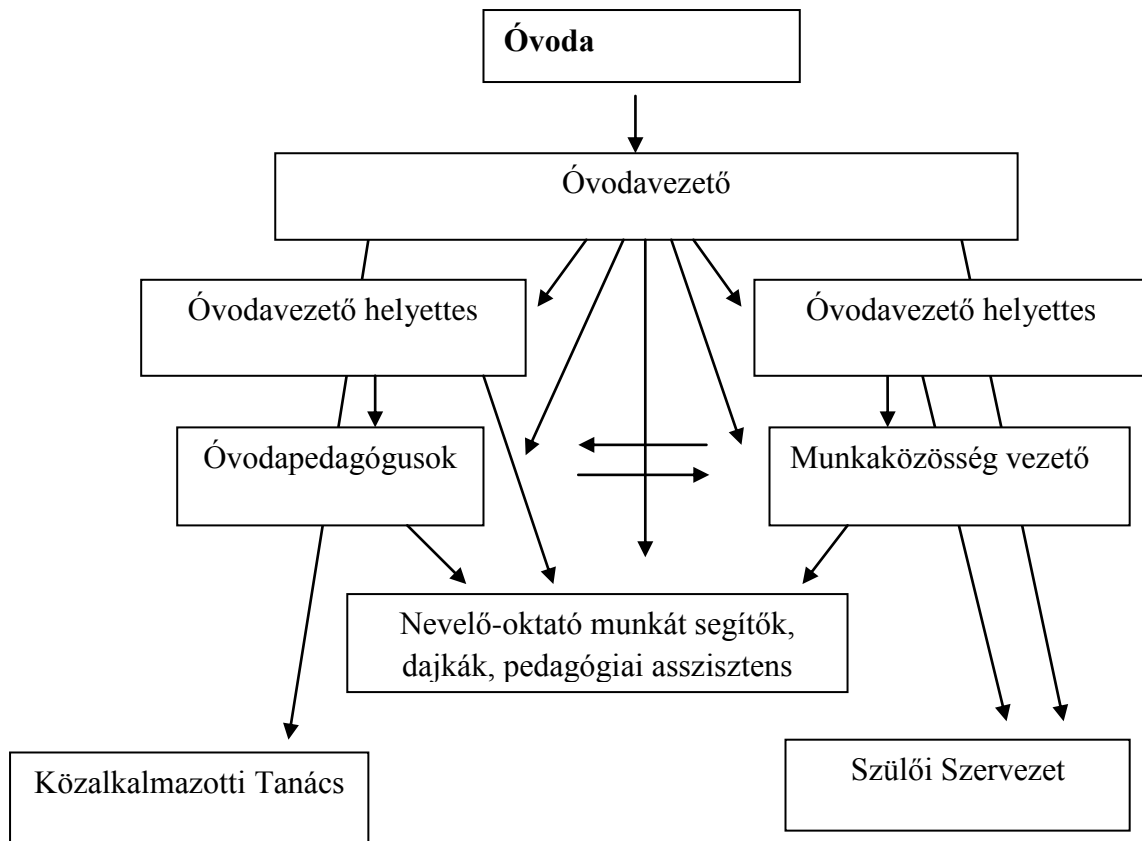 Óvoda
Óvodavezető
Óvodavezető helyettes
Óvodavezető helyettes
Óvodapedagógusok
Munkaközösség vezető
Nevelő-oktató munkát segítők,
dajkák, pedagógiai asszisztens
Közalkalmazotti Tanács
Szülői Szervezet